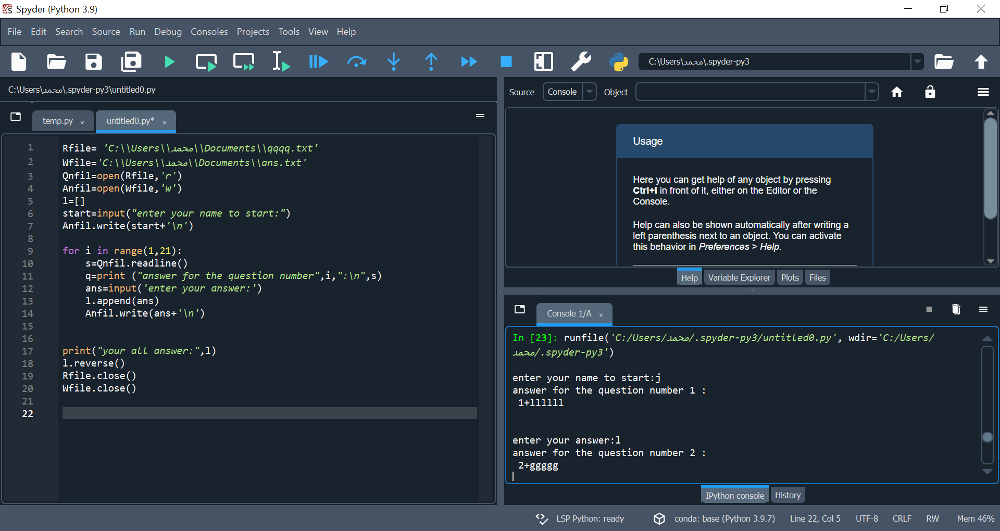 Spyder (Python 3.9)
File Edit Search Source Run Debug Consoles Projects Tools View Help
C:\Users\محمد\.spyder-py3
C:\Users\محمد\.spyder-py3\untitled0.py
temp.py
untitled0.py*
1 Rfile= 'C:\\Users\\محمد\\Documents\\qqqq.txt'
2 Wfile='C:\\Users\\محمد\\Documents\\ans.txt'
3 Qnfil=open(Rfile,'r')
4 Anfil=open(Wfile,'w')
5 l=[]
6 start=input("enter your name to start:")
7 Anfil.write(start+'\n')
8
9 for i in range(1,21):
10     s=Qnfil.readline()
11     q=print ("answer for the question number",i,":\n",s)
12     ans=input('enter your answer:')
13     l.append(ans)
14     Anfil.write(ans+'\n')
15
16
17 print("your all answer:",l)
18 l.reverse()
19 Rfile.close()
20 Wfile.close()
21
22
Source Console Object
Usage
Here you can get help of any object by pressing
Ctrl+I in front of it, either on the Editor or the
Console.
Help can also be shown automatically after writing a
left parenthesis next to an object. You can activate
this behavior in Preferences > Help.
Help Variable Explorer Plots Files
Console 1/A
In [23]: runfile('C:/Users/محمد/.spyder-py3/untitled0.py', wdir='C:/Users/
محمد/.spyder-py3')
enter your name to start:j
answer for the question number 1 :
 1+llllll
enter your answer:l
answer for the question number 2 :
 2+ggggg
IPython console History
LSP Python: ready conda: base (Python 3.9.7) Line 22, Col 5 UTF-8 CRLF RW Mem 46%